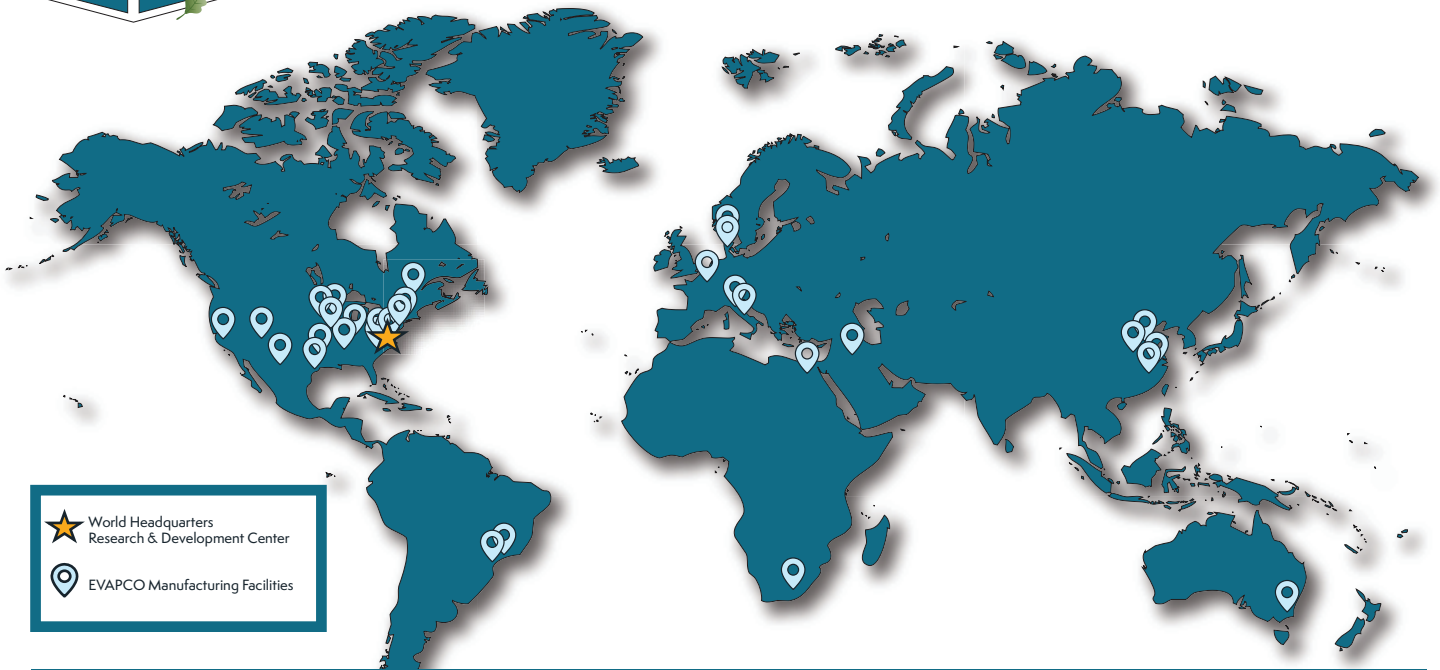 World Headquarters
Research & Development Center
EVAPCO Manufacturing Facilities